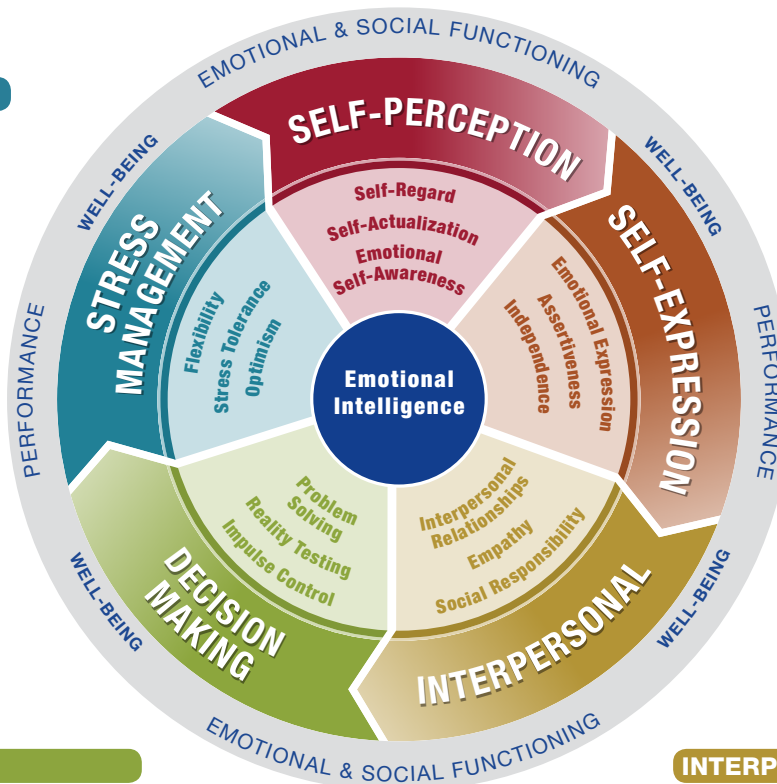 EMOTIONAL & SOCIAL FUNCTIONING
WELL-BEING
WELL-BEING
PERFORMANCE
PERFORMANCE
WELL-BEING
WELL-BEING
EMOTIONAL & SOCIAL FUNCTIONING
SELF-PERCEPTION
Self-Regard
Self-Actualization
Emotional
Self-Awareness
SELF-EXPRESSION
Emotional Expression
Assertiveness
Independence
INTERPERSONAL
Interpersonal
Relationships
Empathy
Social Responsibility
DECISION
MAKING
Problem
Solving
Reality Testing
Impulse Control
STRESS
MANAGEMENT
Flexibility
Stress Tolerance
Optimism
Emotional
Intelligence
INTERP